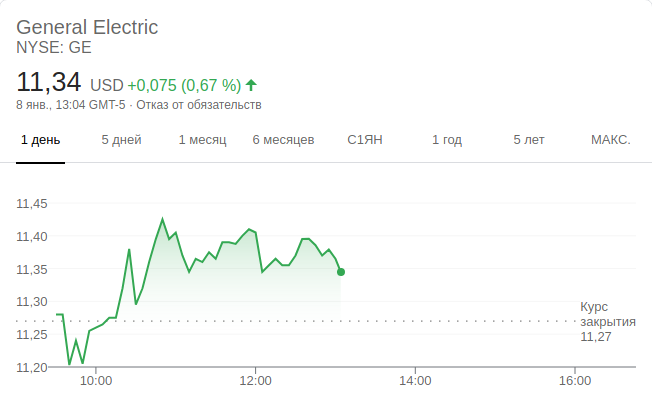 General Electric
NYSE: GE
11,34 USD +0,075 (0,67 %)
8 янв., 13:04 GMT-5 · Отказ от обязательств
1 день 5 дней 1 месяц 6 месяцев С1ЯН 1 год 5 лет МАКС.
11,45
11,40
11,35
11,30
11,25
11,20
Курс
закрытия
11,27
10:00 12:00 14:00 16:00